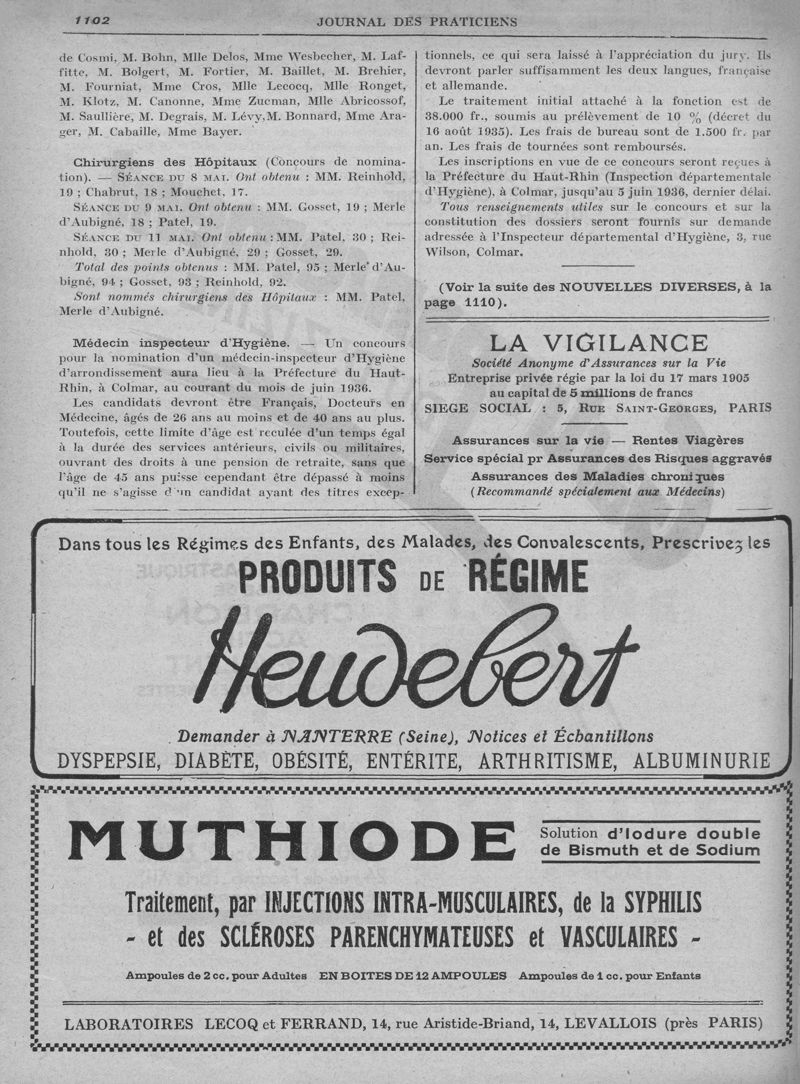 1102
JOURNAL DES PRATICIENS
de Cosmi, M. Bohn, Mlle Delos, Mme Wesbecher, M. Laf-
fitte, M. Bolgert, M. Fortier, M. Baillet, M. Brehier,
M. Fourniat, Mme Cros, Mlle Lecocq, Mlle Ronget,
M. Klotz, M. Canonne, Mme Zucman, Mlle Abricossof,
M. Saullière, M. Degrais, M. Lévy, M. Bonnard, Mme Ara-
ger, M. Cabaille, Mme Bayer.
Chirurgiens des Hôpitaux (Concours de nomina-
tion). — SÉANCE DU 8 MAI. Ont obtenu : MM. Reinhold,
19 ; Chabrut, 18 ; Mouchet, 17.
SÉANCE DU 9 MAI. Ont obtenu : MM. Gosset, 19 ; Merle
d'Aubigné, 18 ; Patel, 19.
SÉANCE DU 11 MAI. Ont obtenu : MM. Patel, 30 ; Rei-
nhold, 30 ; Merle d'Aubigné, 29 ; Gosset, 29.
Total des points obtenus : MM. Patel, 95 ; Merle d'Au-
bigné, 94 ; Gosset, 93 ; Reinhold, 92.
Sont nommés chirurgiens des Hôpitaux : MM. Patel,
Merle d'Aubigné.
Médecin inspecteur d'Hygiène. — Un concours
pour la nomination d'un médecin-inspecteur d'Hygiène
d'arrondissement aura lieu à la Préfecture du Haut-
Rhin, à Colmar, au courant du mois de juin 1936.
Les candidats devront être Français, Docteurs en
Médecine, âgés de 26 ans au moins et de 40 ans au plus.
Toutefois, cette limite d'âge est reculée d'un temps égal
à la durée des services antérieurs, civils ou militaires,
ouvrant des droits à une pension de retraite, sans que
l'âge de 45 ans puisse cependant être dépassé à moins
qu'il ne s'agisse d'un candidat ayant des titres excep-
tionnels, ce qui sera laissé à l'appréciation du jury. Ils
devront parler suffisamment les deux langues, française
et allemande.
Le traitement initial attaché à la fonction est de
38.000 fr., soumis au prélèvement de 10 % (décret du
16 août 1935). Les frais de bureau sont de 1.500 fr. par
an. Les frais de tournées sont remboursés.
Les inscriptions en vue de ce concours seront reçues à
la Préfecture du Haut-Rhin (Inspection départementale
d'Hygiène), à Colmar, jusqu'au 5 juin 1936, dernier délai.
Tous renseignements utiles sur le concours et sur la
constitution des dossiers seront fournis sur demande
adressée à l'Inspecteur départemental d'Hygiène, 3, rue
Wilson, Colmar.
(Voir la suite des NOUVELLES DIVERSES, à la
page 1110).
LA VIGILANCE
Société Anonyme d'Assurances sur la Vie
Entreprise privée régie par la loi du 17 mars 1905
au capital de 5 millions de francs
SIEGE SOCIAL : 5, RUE SAINT-GEORGES, PARIS
Assurances sur la vie — Rentes Viagères
Service spécial pr Assurances des Risques aggravés
Assurances des Maladies chroniques
(Recommandé spécialement aux Médecins)
Dans tous les Régimes des Enfants, des Malades, des Convalescents, Prescrivez les
PRODUITS DE RÉGIME
Heudebert
Demander à NANTERRE (Seine), Notices et Échantillons
DYSPEPSIE, DIABÈTE, OBÉSITÉ, ENTÉRITE, ARTHRITISME, ALBUMINURIE
MUTHIODE
Solution d'Iodure double
de Bismuth et de Sodium
Traitement, par INJECTIONS INTRA-MUSCULAIRES, de la SYPHILIS
- et des SCLÉROSES PARENCHYMATEUSES et VASCULAIRES -
Ampoules de 2 cc. pour Adultes EN BOITES DE 12 AMPOULES Ampoules de 1 cc. pour Enfants
LABORATOIRES LECOQ et FERRAND, 14, rue Aristide-Briand, 14, LEVALLOIS (près PARIS)